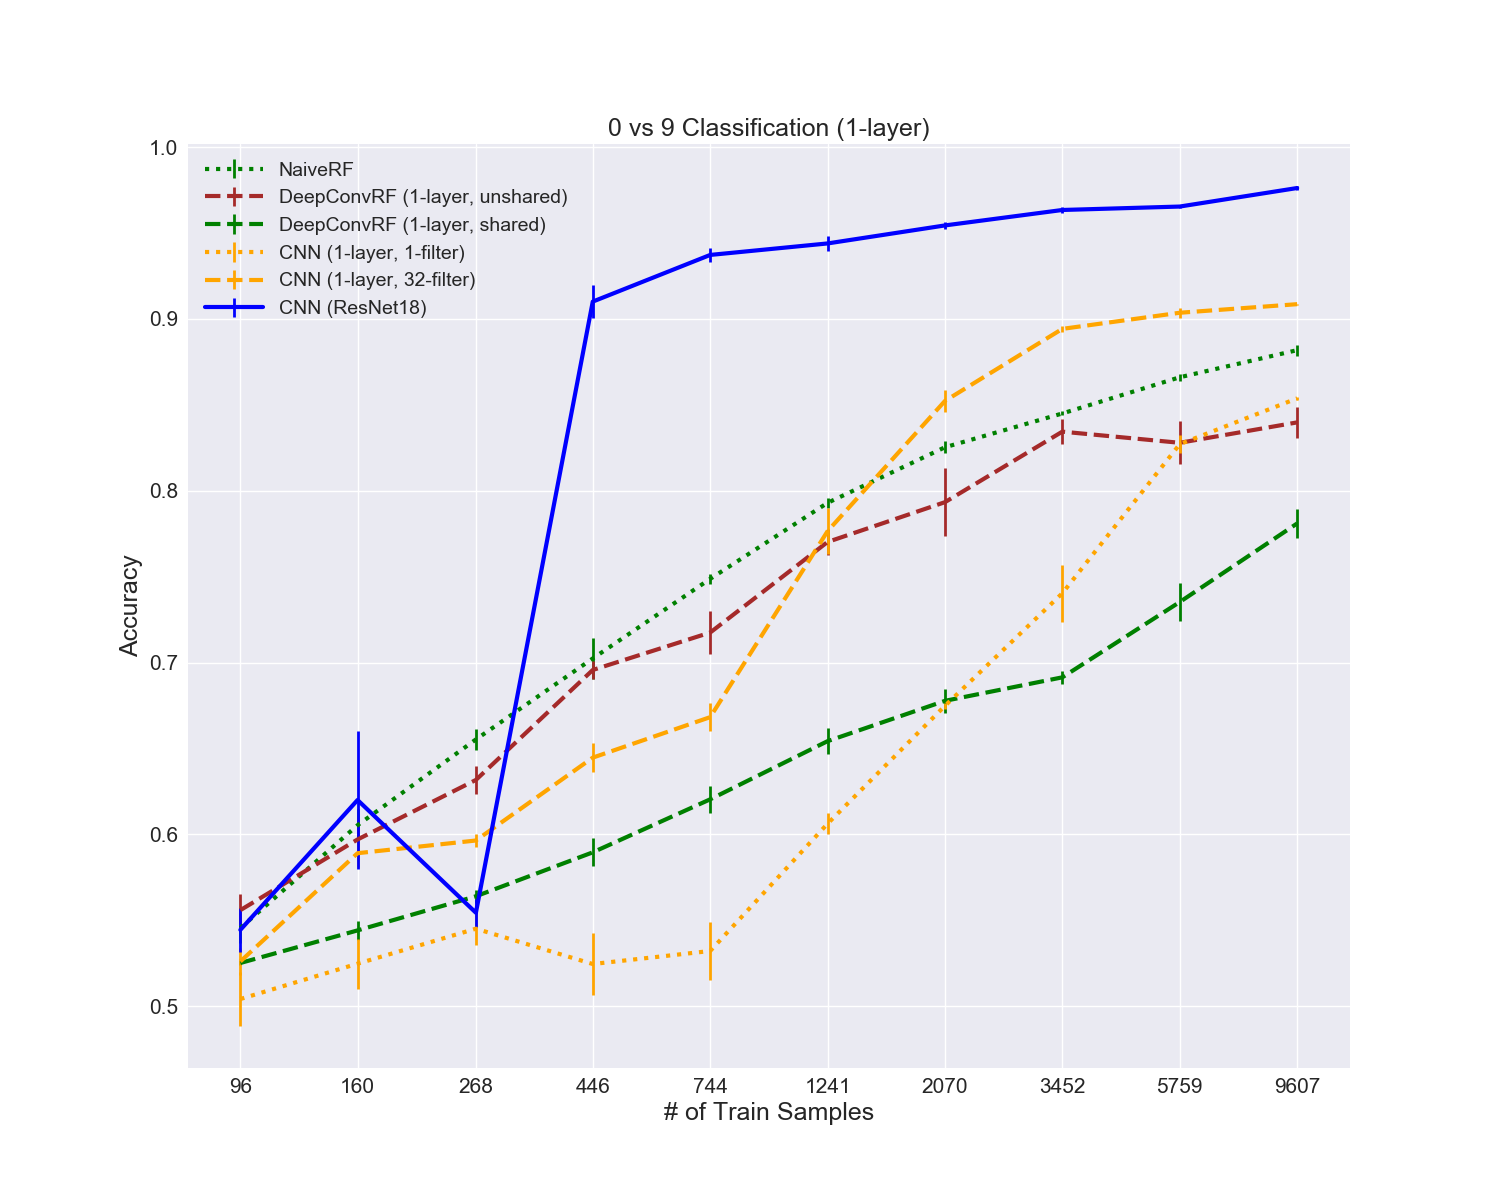 0 vs 9 Classification (1-layer)
1.0
0.9
0.8
0.7
0.6
0.5
Accuracy
NaiveRF
DeepConvRF (1-layer, unshared)
DeepConvRF (1-layer, shared)
CNN (1-layer, 1-filter)
CNN (1-layer, 32-filter)
CNN (ResNet18)
96 160 268 446 744 1241 2070 3452 5759 9607
# of Train Samples